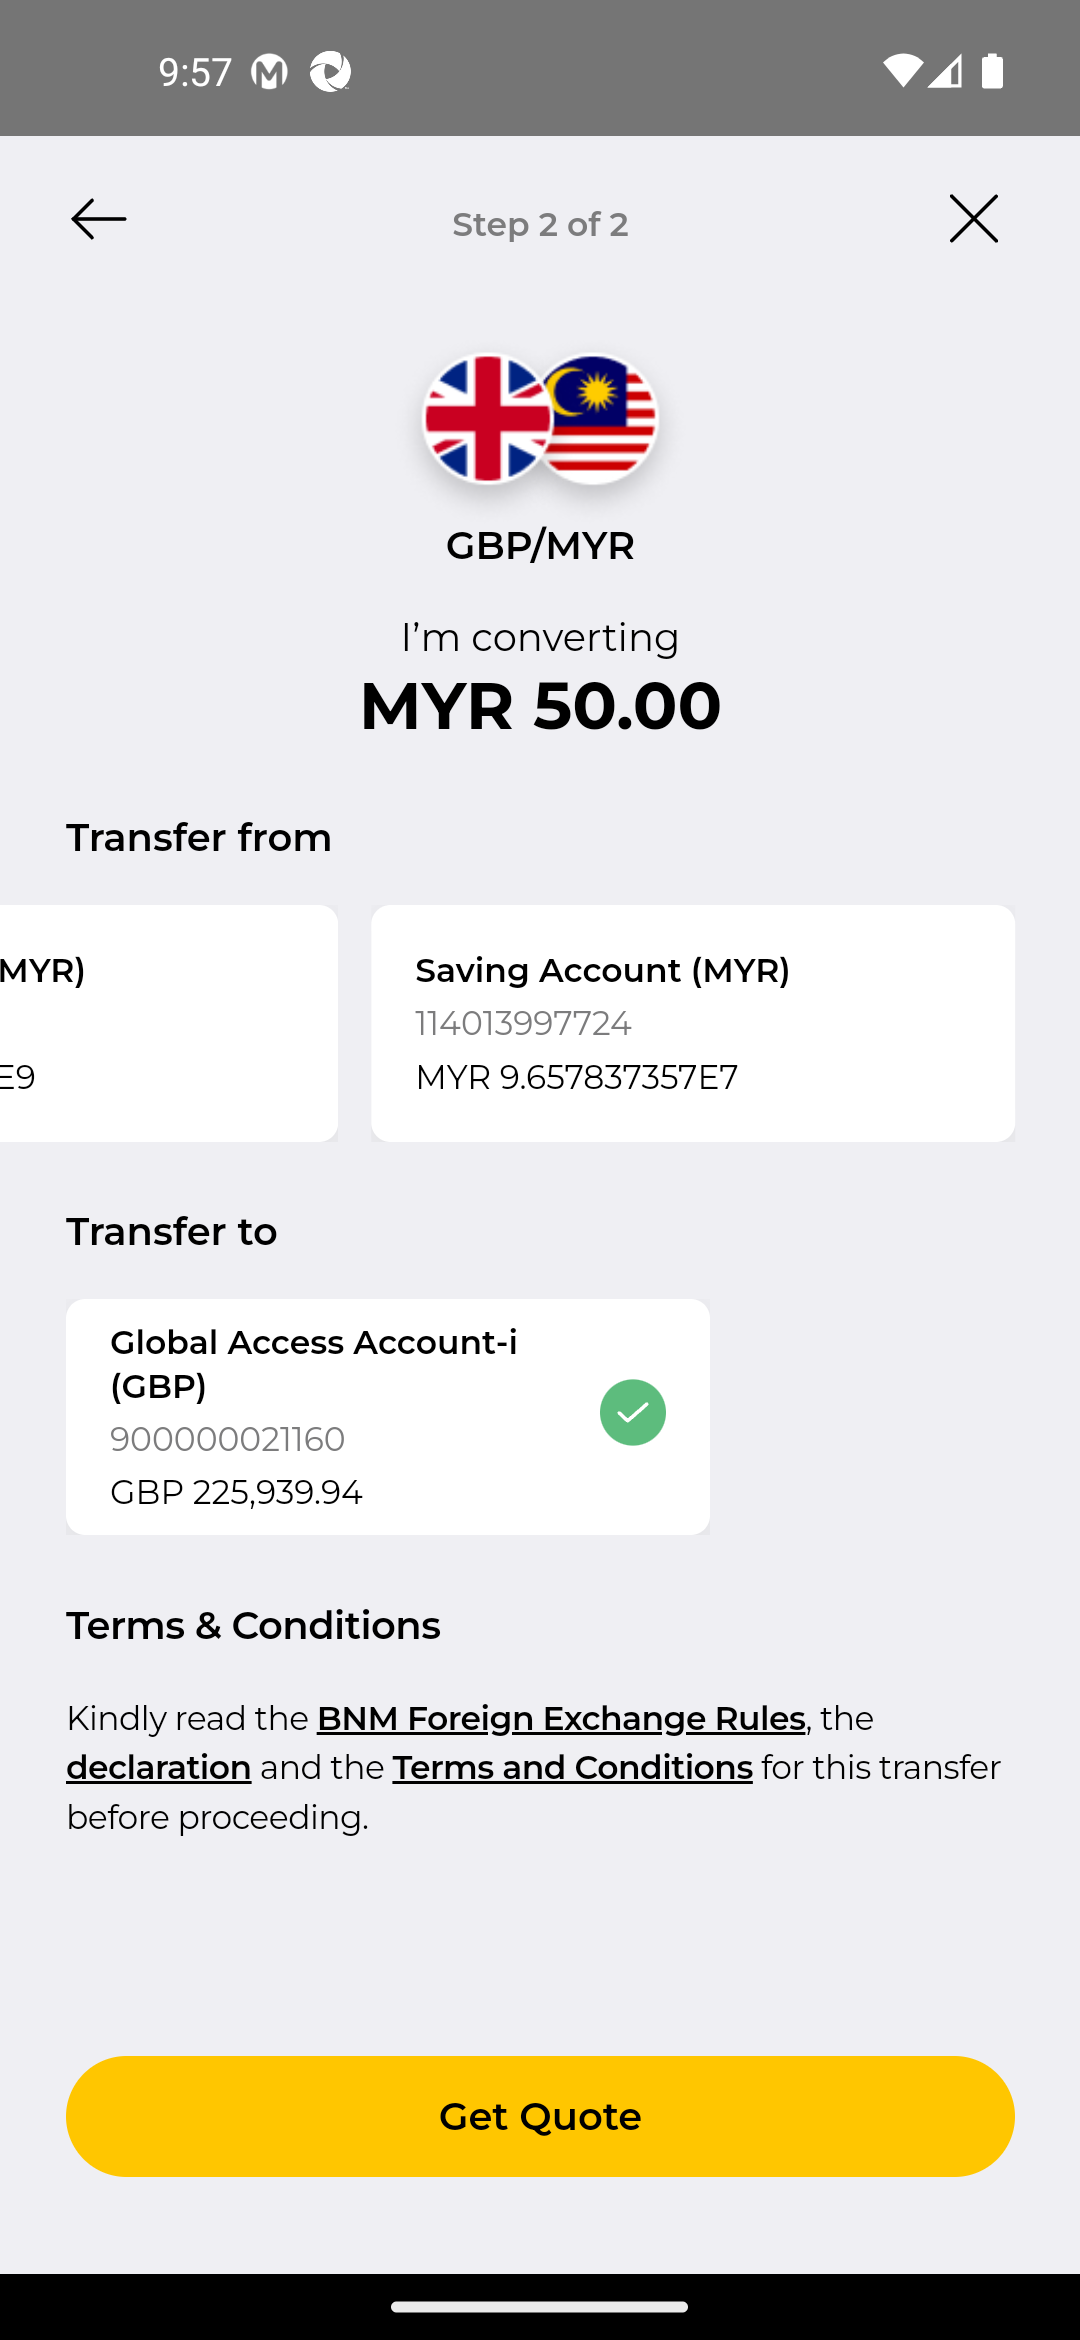 9:57
Step 2 of 2
GBP/MYR
I’m converting
MYR 50.00
Transfer from
MYR)
E9
Saving Account (MYR)
114013997724
MYR 9.657837357E7
Transfer to
Global Access Account-i
(GBP)
900000021160
GBP 225,939.94
Terms & Conditions
Kindly read the BNM Foreign Exchange Rules, the
declaration and the Terms and Conditions for this transfer
before proceeding.
Get Quote